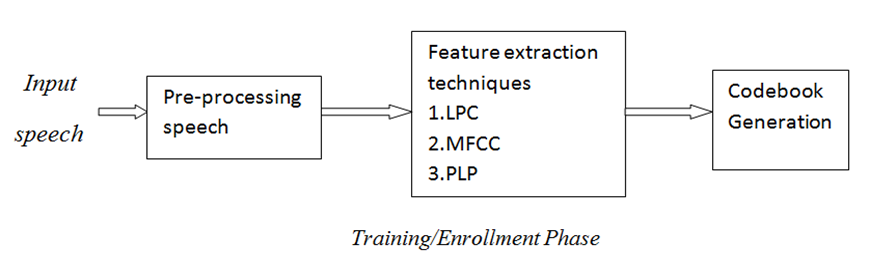 Input
speech
Pre-processing
speech
Feature extraction
techniques
1.LPC
2.MFCC
3.PLP
Codebook
Generation
Training/Enrollment Phase